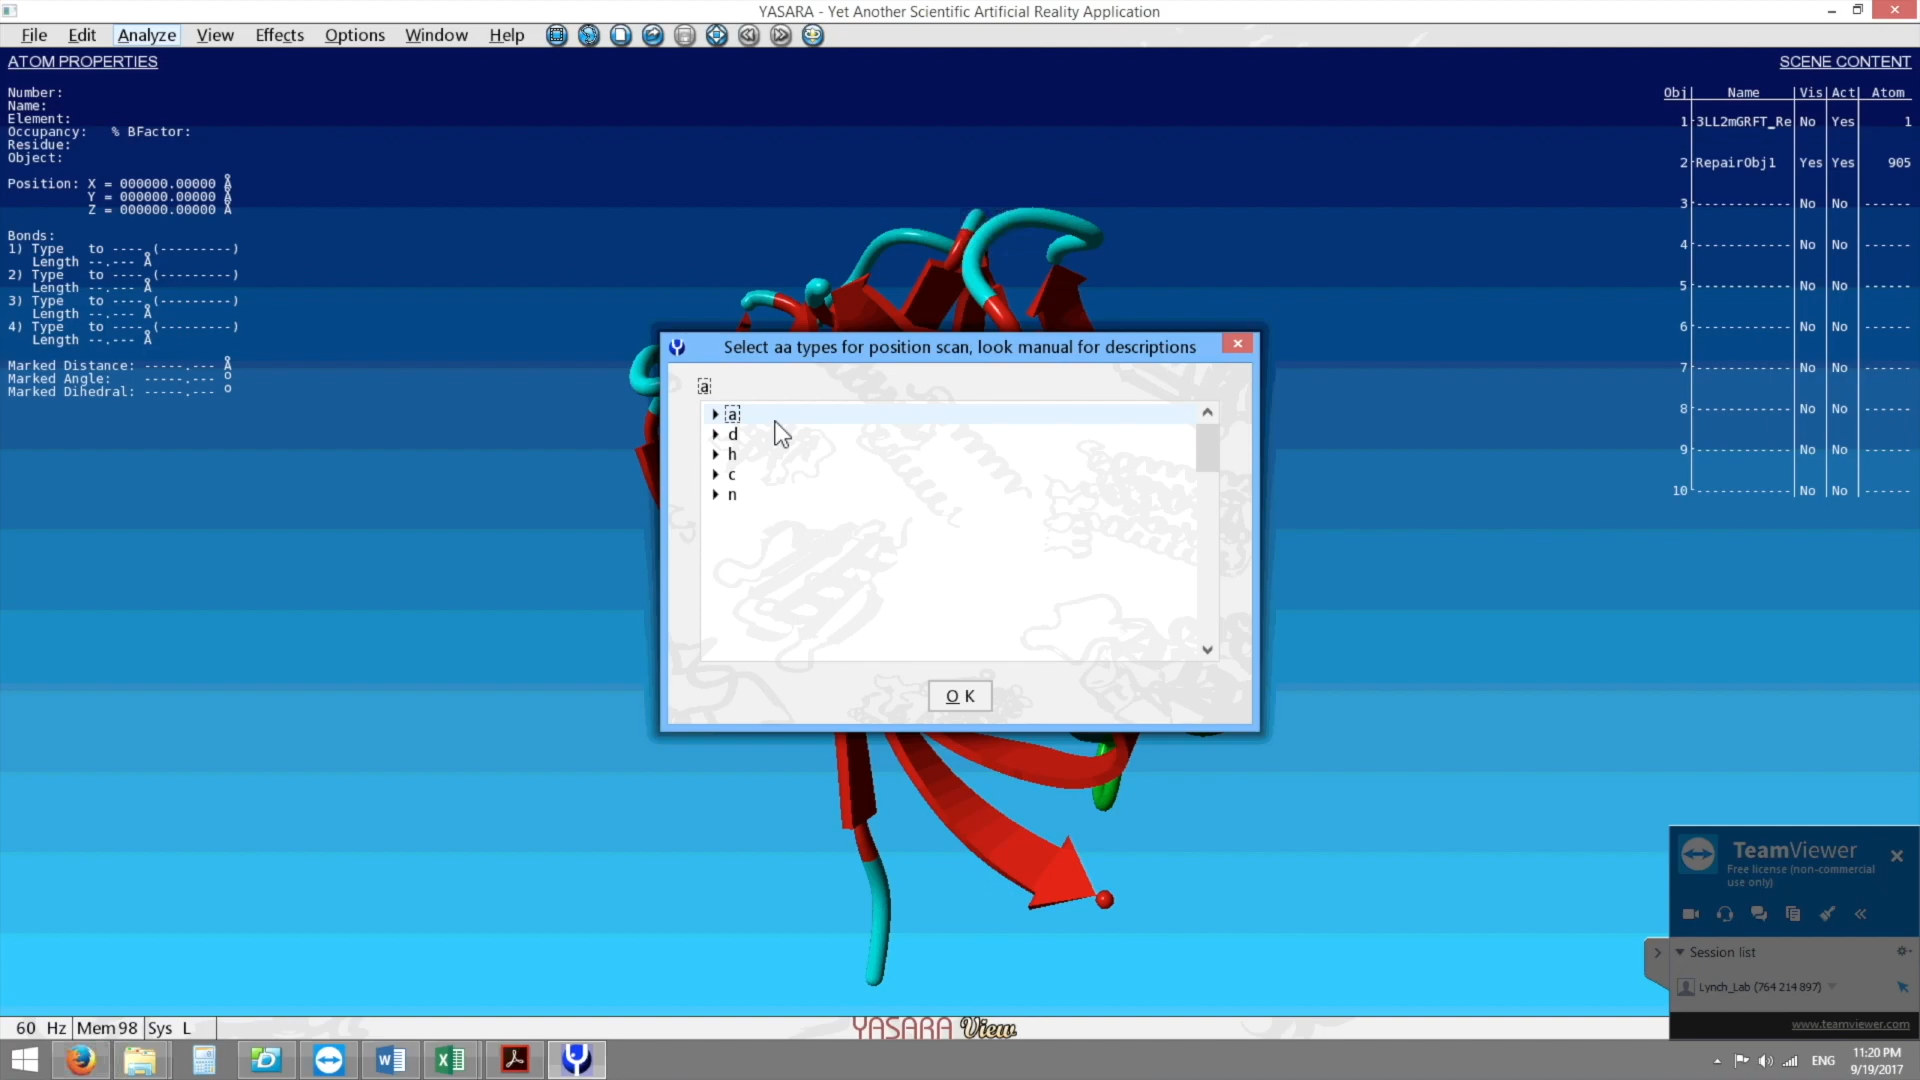 YASARA - Yet Another Scientific Artificial Reality Application
File Edit Analyze View Effects Options Window Help
ATOM PROPERTIES
Number:
Name:
Element:
Occupancy: % BFactor:
Residue:
Object:
Position: X = 000000.00000 Å
Y = 000000.00000 Å
Z = 000000.00000 Å
Bonds:
1) Type to ----.(---------)
Length --.--- Å
2) Type to ----.(---------)
Length --.--- Å
3) Type to ----.(---------)
Length --.--- Å
4) Type to ----.(---------)
Length --.--- Å
Marked Distance: -----.--- Å
Marked Angle: -----.--- º
Marked Dihedral: -----.--- º
SCENE CONTENT
Obj| Name |Vis|Act| Atom
1 3LL2mGRFT_Re No Yes 1
2 RepairObj1 Yes Yes 905
3 ------------ No No ------
4 ------------ No No ------
5 ------------ No No ------
6 ------------ No No ------
7 ------------ No No ------
8 ------------ No No ------
9 ------------ No No ------
10 ------------ No No ------
Select aa types for position scan, look manual for descriptions
a
a
d
h
c
n
O K
TeamViewer
Free license (non-commercial
use only)
Session list
Lynch_Lab (764 214 897)
www.teamviewer.com
60 Hz Mem 98 Sys L
YASARA View
ENG
11:20 PM
9/19/2017